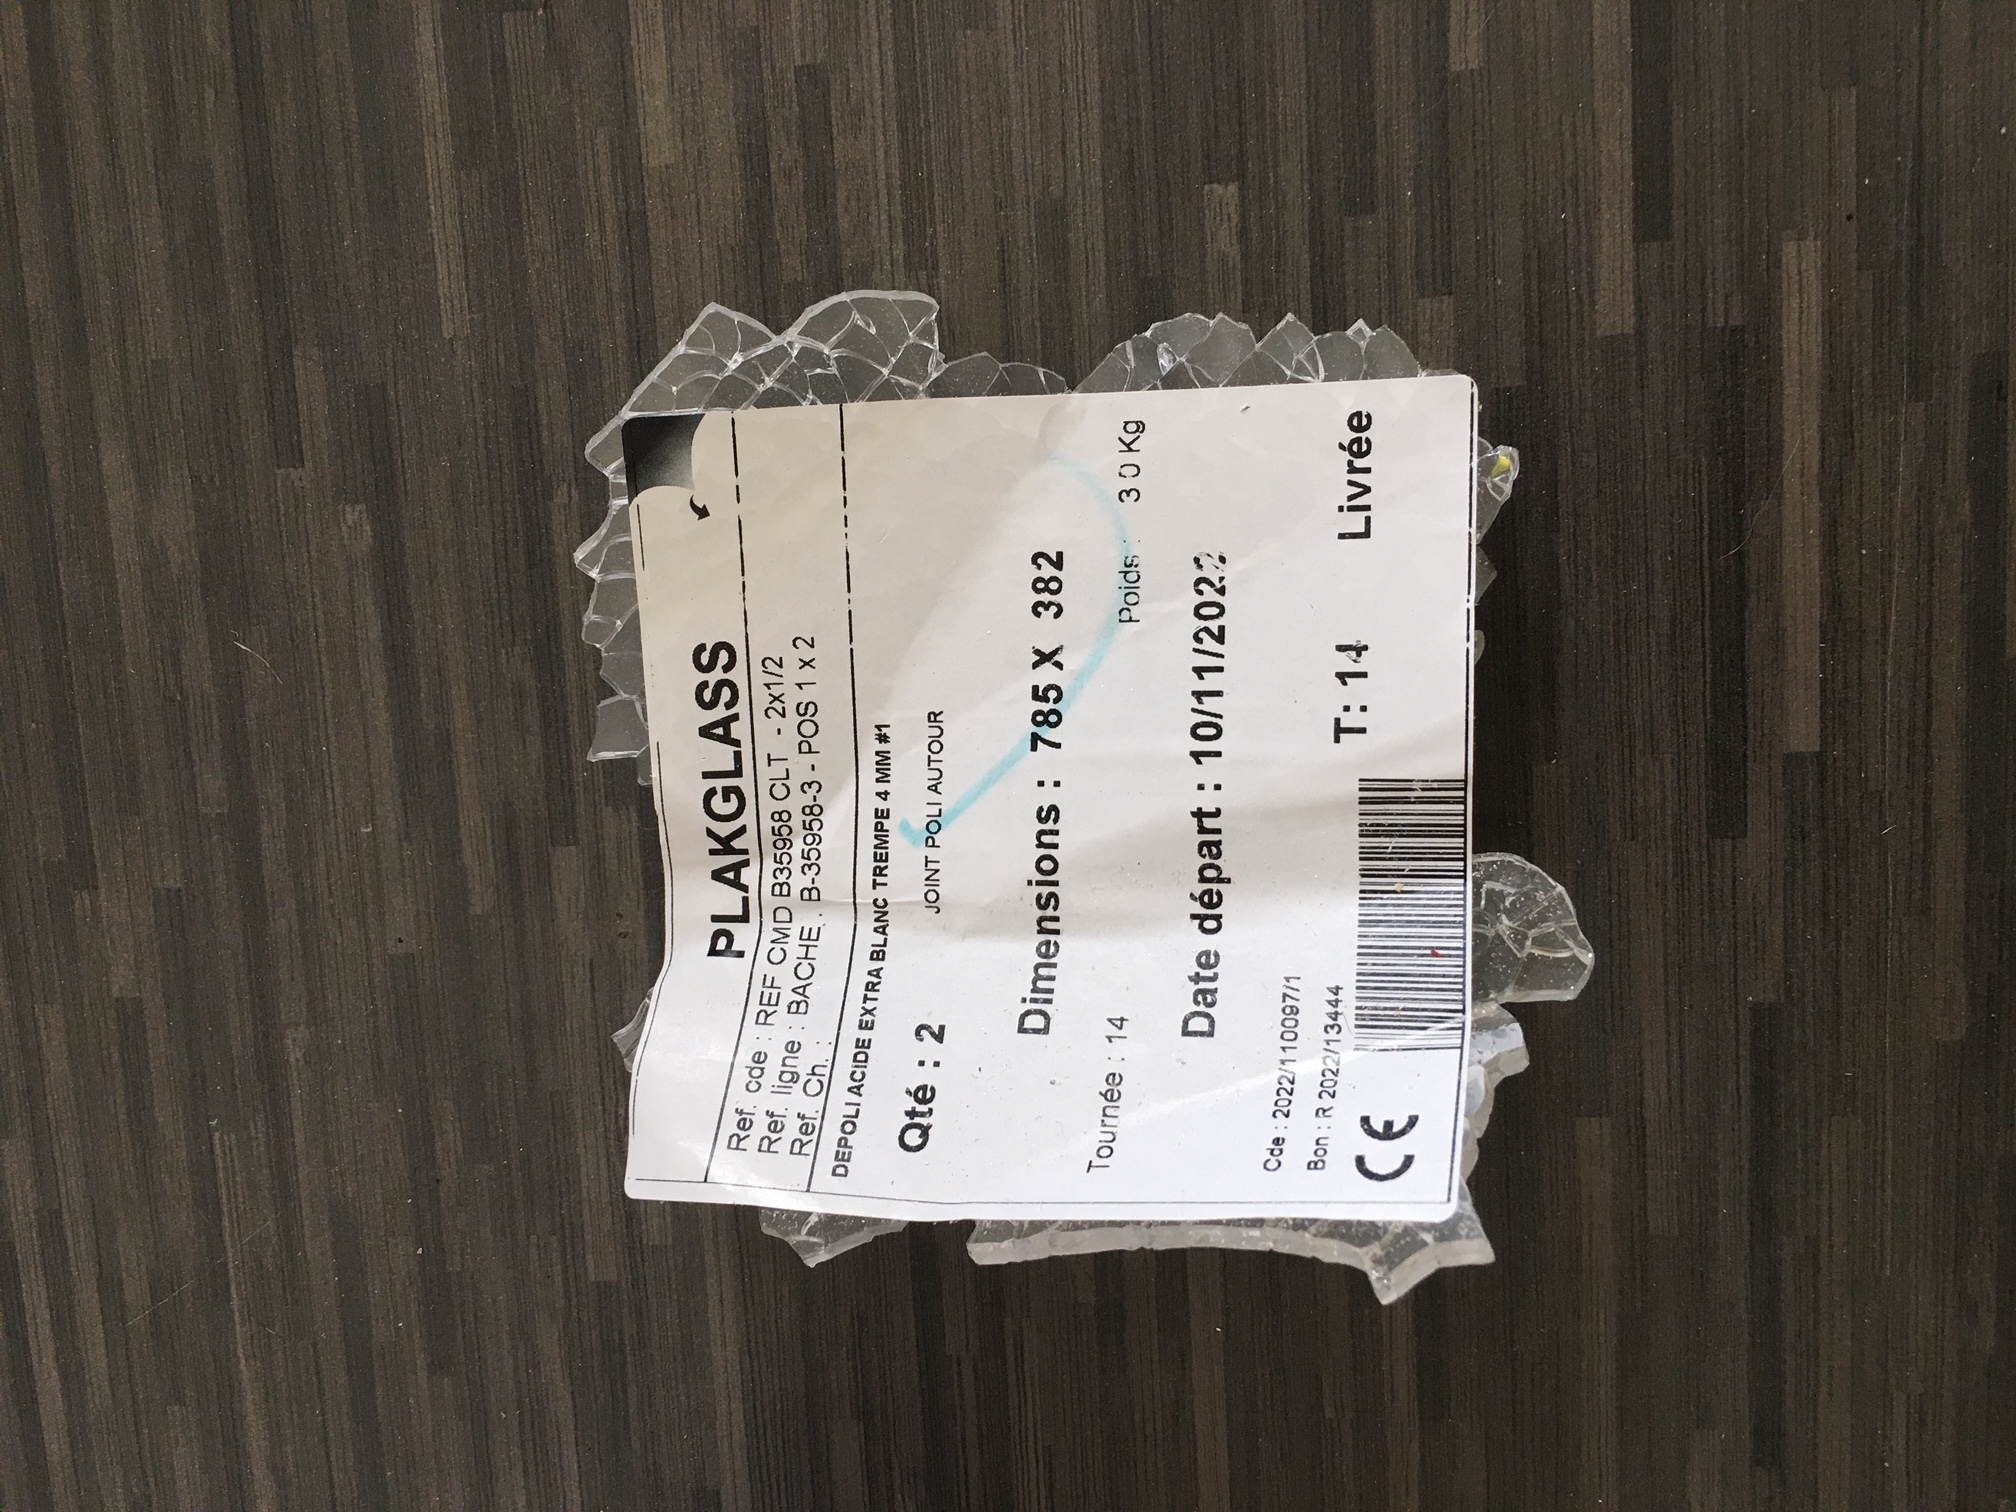 PLAKGLASS
Ref. cde : REF CMD B35958 CLT - 2x1/2
Ref. ligne : BACHE . B-35958-3 - POS 1 x 2
Ref. Ch. :
DEPOLI ACIDE EXTRA BLANC TREMPE 4 MM #1
Qté : 2 JOINT POLI AUTOUR
Dimensions : 785 X 382
Tournée : 14 Poids : 3 0 Kg
Date départ : 10/11/2022
Cde : 2022/110097/1
Bon : R 2022/13444
T: 14 Livrée
CE